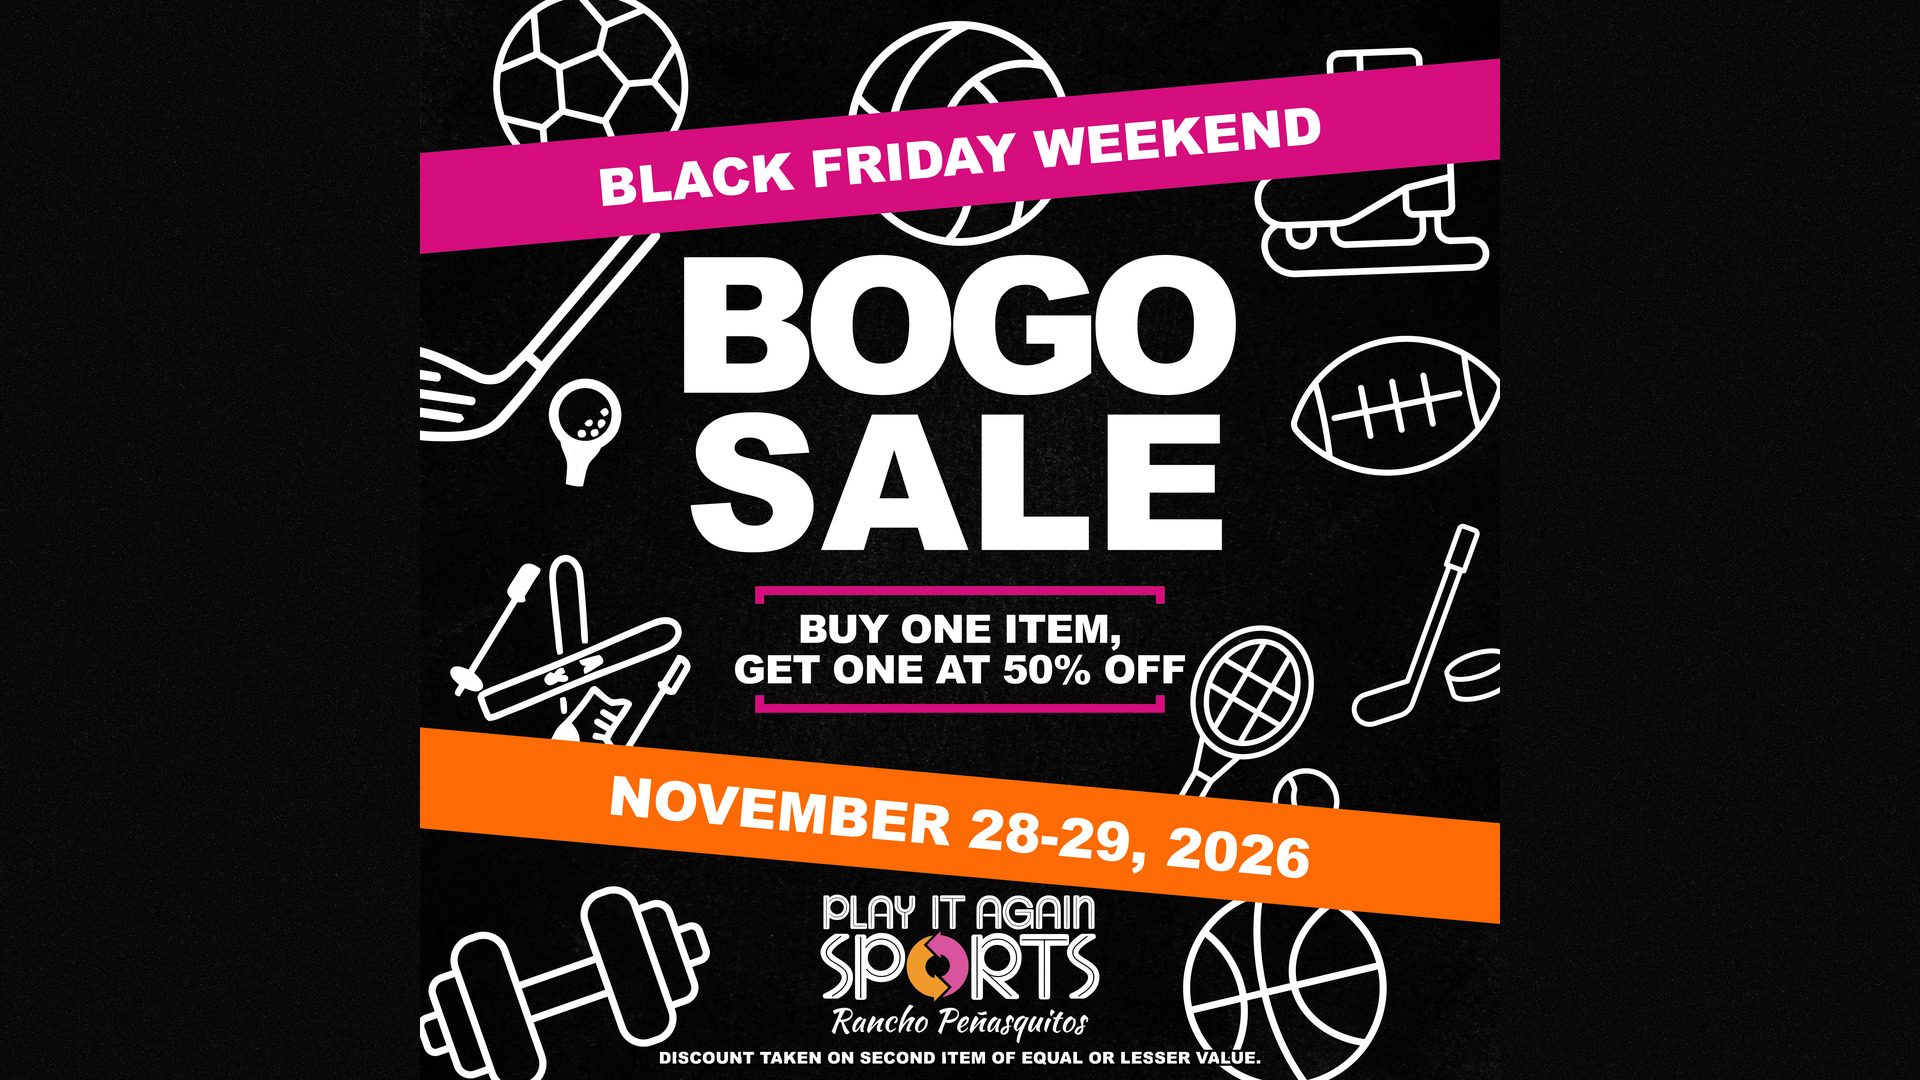 BLACK FRIDAY WEEKEND
BOGO
SALE
BUY ONE ITEM,
GET ONE AT 50% OFF
NOVEMBER 28-29, 2026
PLAY IT AGAIN
SPORTS
Rancho Peñasquitos
DISCOUNT TAKEN ON SECOND ITEM OF EQUAL OR LESSER VALUE.